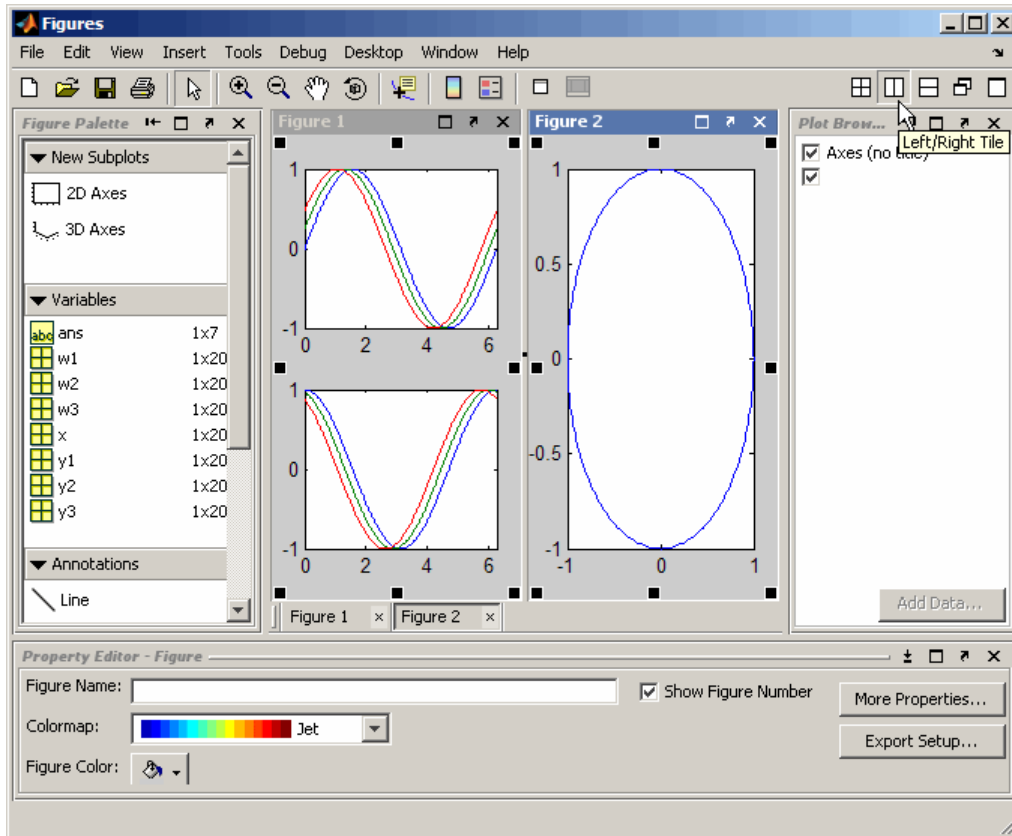 Figures
File Edit View Insert Tools Debug Desktop Window Help
Figure Palette
Figure 1
Figure 2
Plot Brow...
Left/Right Tile
New Subplots
2D Axes
3D Axes
Variables
abc ans 1x7
w1 1x20
w2 1x20
w3 1x20
x 1x20
y1 1x20
y2 1x20
y3 1x20
Annotations
Line
1
0
-1
0 2 4 6
1
0
-1
0 2 4 6
1
0.5
0
-0.5
-1
-1 0 1
Axes (no title)
Add Data...
Figure 1 Figure 2
Property Editor - Figure
Figure Name:
Show Figure Number
More Properties...
Colormap: Jet
Export Setup...
Figure Color: